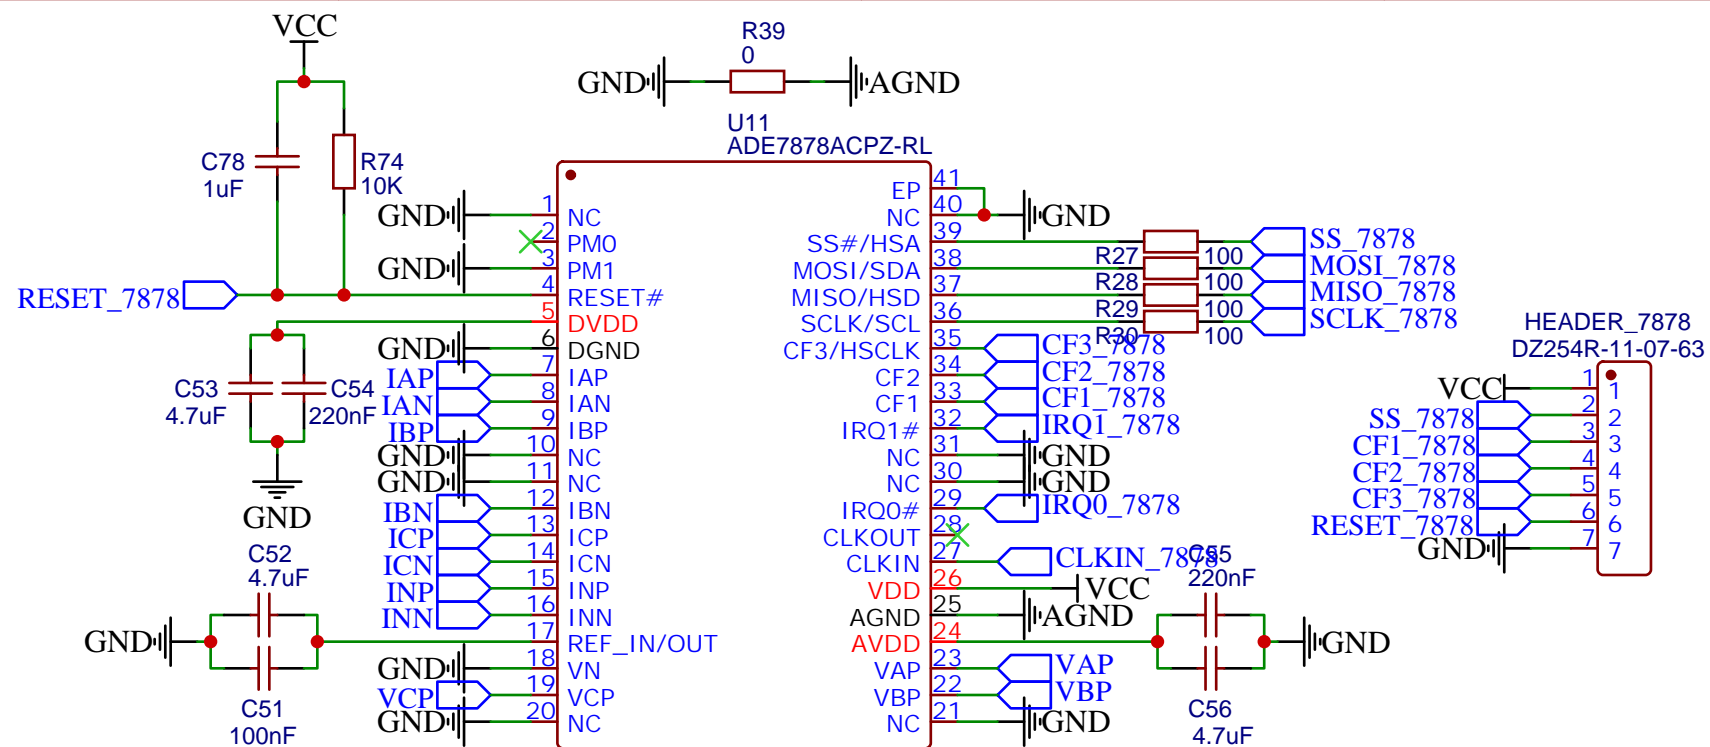 VCC
R39
0
GND
AGND
U11
ADE7878ACPZ-RL
C78
1uF
R74
10K
RESET_7878
C53
4.7uF
C54
220nF
GND
C52
4.7uF
GND
C51
100nF
GND 1 NC
2 PM0
GND 3 PM1
4 RESET#
5 DVDD
GND 6 DGND
IAP 7 IAP
IAN 8 IAN
IBP 9 IBP
GND 10 NC
GND 11 NC
IBN 12 IBN
ICP 13 ICP
ICN 14 ICN
INP 15 INP
INN 16 INN
17 REF_IN/OUT
GND 18 VN
VCP 19 VCP
GND 20 NC
EP 41
NC 40 GND
SS#/HSA 39 R27 100 SS_7878
MOSI/SDA 38 R28 100 MOSI_7878
MISO/HSD 37 R29 100 MISO_7878
SCLK/SCL 36 R30 100 SCLK_7878
CF3/HSCLK 35 CF3_7878
CF2 34 CF2_7878
CF1 33 CF1_7878
IRQ1# 32 IRQ1_7878
NC 31 GND
NC 30 GND
IRQ0# 29 IRQ0_7878
CLKOUT 28
CLKIN 27 CLKIN_7878
VDD 26 VCC
AGND 25 AGND
AVDD 24
VAP 23 VAP
VBP 22 VBP
NC 21 GND
C55
220nF
GND
C56
4.7uF
HEADER_7878
DZ254R-11-07-63
VCC 1 1
SS_7878 2 2
CF1_7878 3 3
CF2_7878 4 4
CF3_7878 5 5
RESET_7878 6 6
GND 7 7